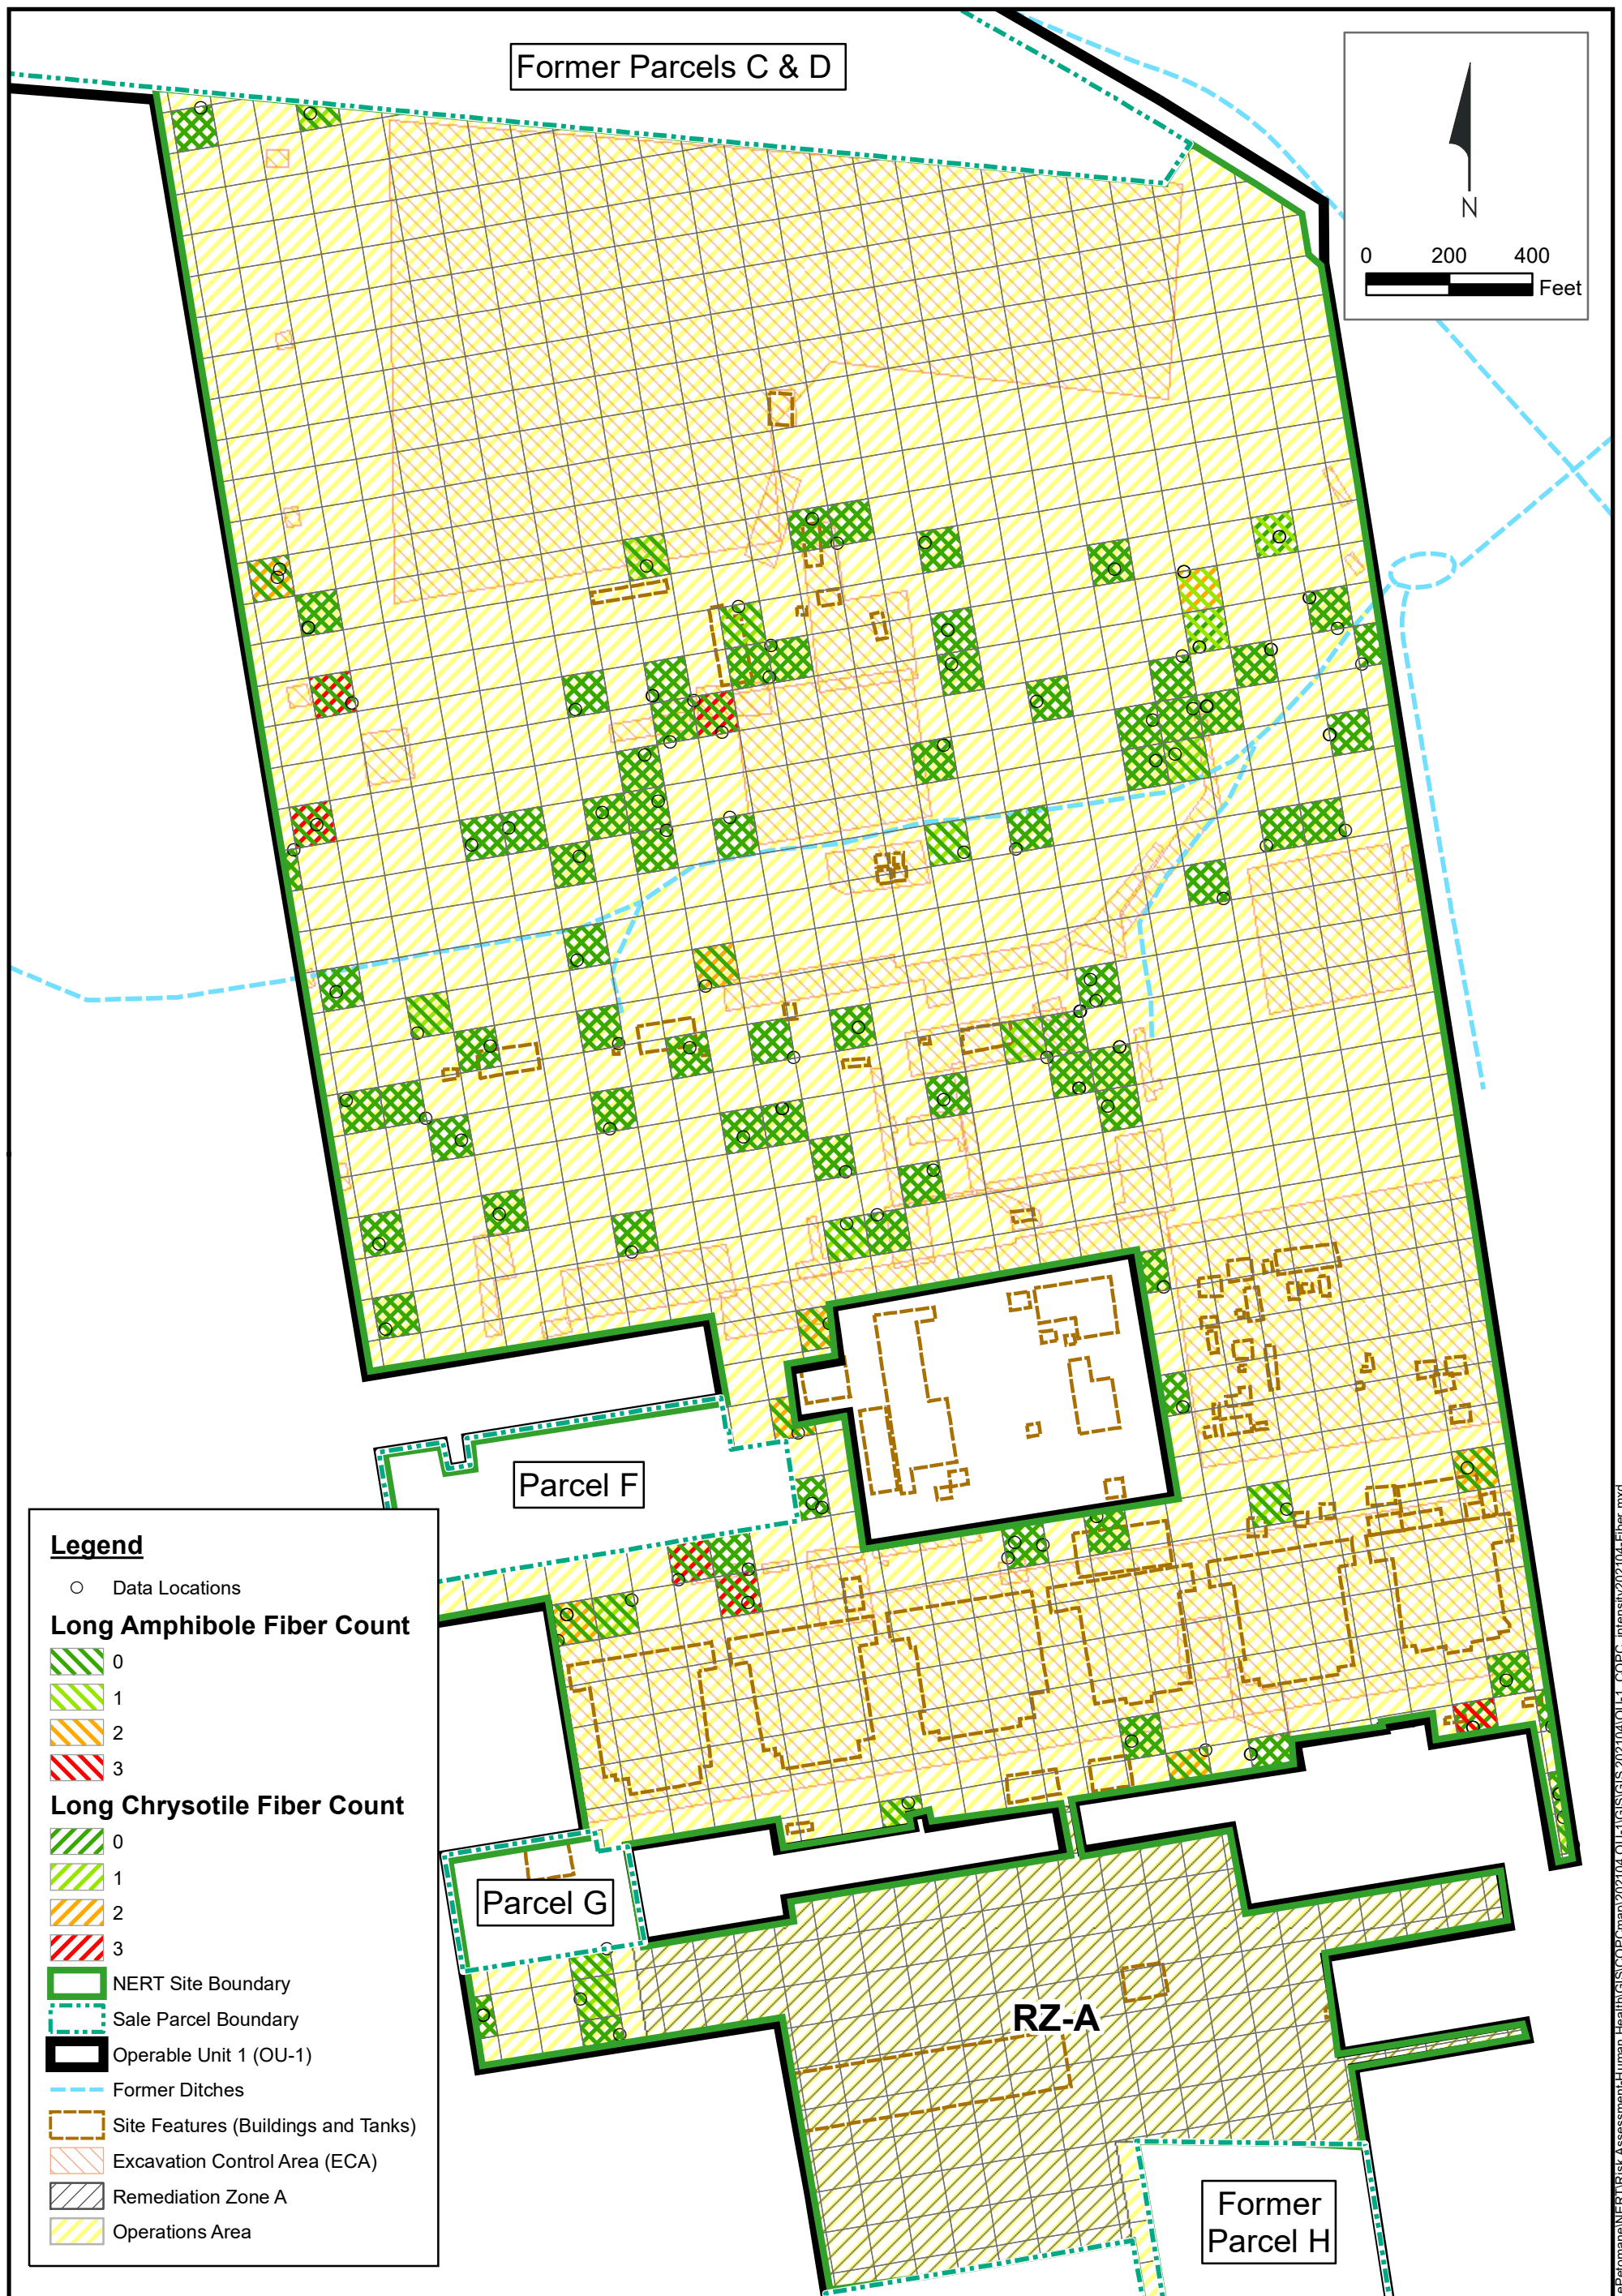 Former Parcels C & D
N
0 200 400
Feet
Parcel F
Legend
Data Locations
Long Amphibole Fiber Count
0
1
2
3
Long Chrysotile Fiber Count
0
1
2
3
NERT Site Boundary
Sale Parcel Boundary
Operable Unit 1 (OU-1)
Former Ditches
Site Features (Buildings and Tanks)
Excavation Control Area (ECA)
Remediation Zone A
Operations Area
Parcel G
RZ-A
Former
Parcel H